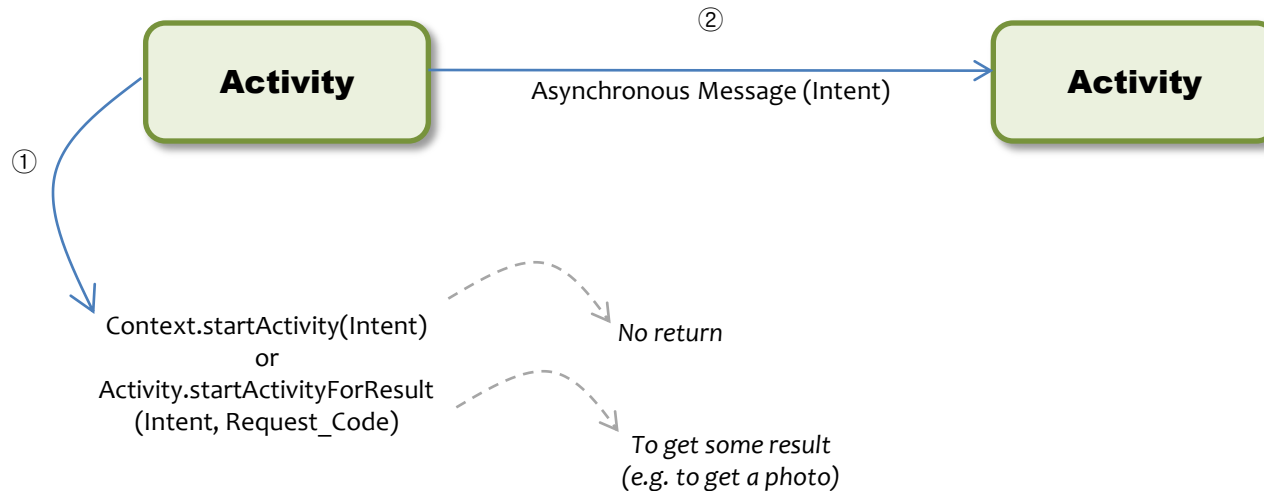 ②
Activity
Asynchronous Message (Intent)
Activity
①
Context.startActivity(Intent)
or
Activity.startActivityForResult
(Intent, Request_Code)
No return
To get some result
(e.g. to get a photo)